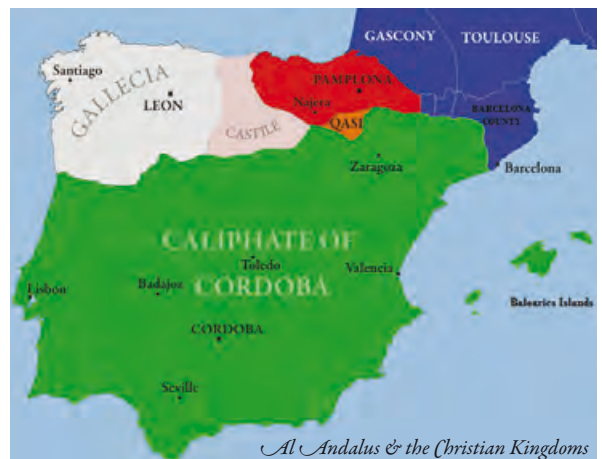 GASCONY
TOULOUSE
Santiago
GALLECIA
LEON
PAMPLONA
Najera
BARCELONA
COUNTY
CASTILE
QASI
Zaragoza
Barcelona
CALIPHATE OF
CORDOBA
Toledo
Valencia
Lisbon
Badajoz
Balearics Islands
CORDOBA
Seville
Al Andalus & the Christian Kingdoms